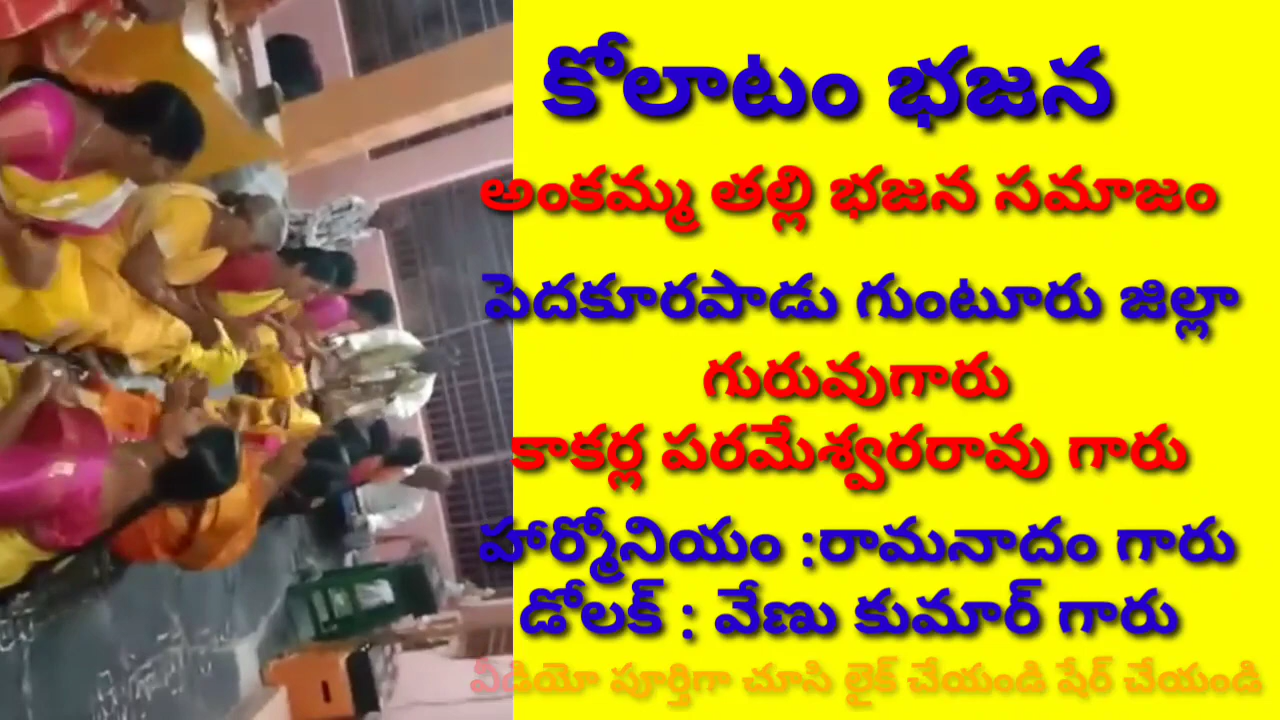 కోలాటం భజన
అంకమ్మ తల్లి భజన సమాజం
పెదకూరపాడు గుంటూరు జిల్లా
గురువుగారు
కాకర్ల పరమేశ్వరరావు గారు
హార్మోనియం :రామనాదం గారు
డోలక్ : వేణు కుమార్ గారు
వీడియో పూర్తిగా చూసి లైక్ చేయండి షేర్ చేయండి